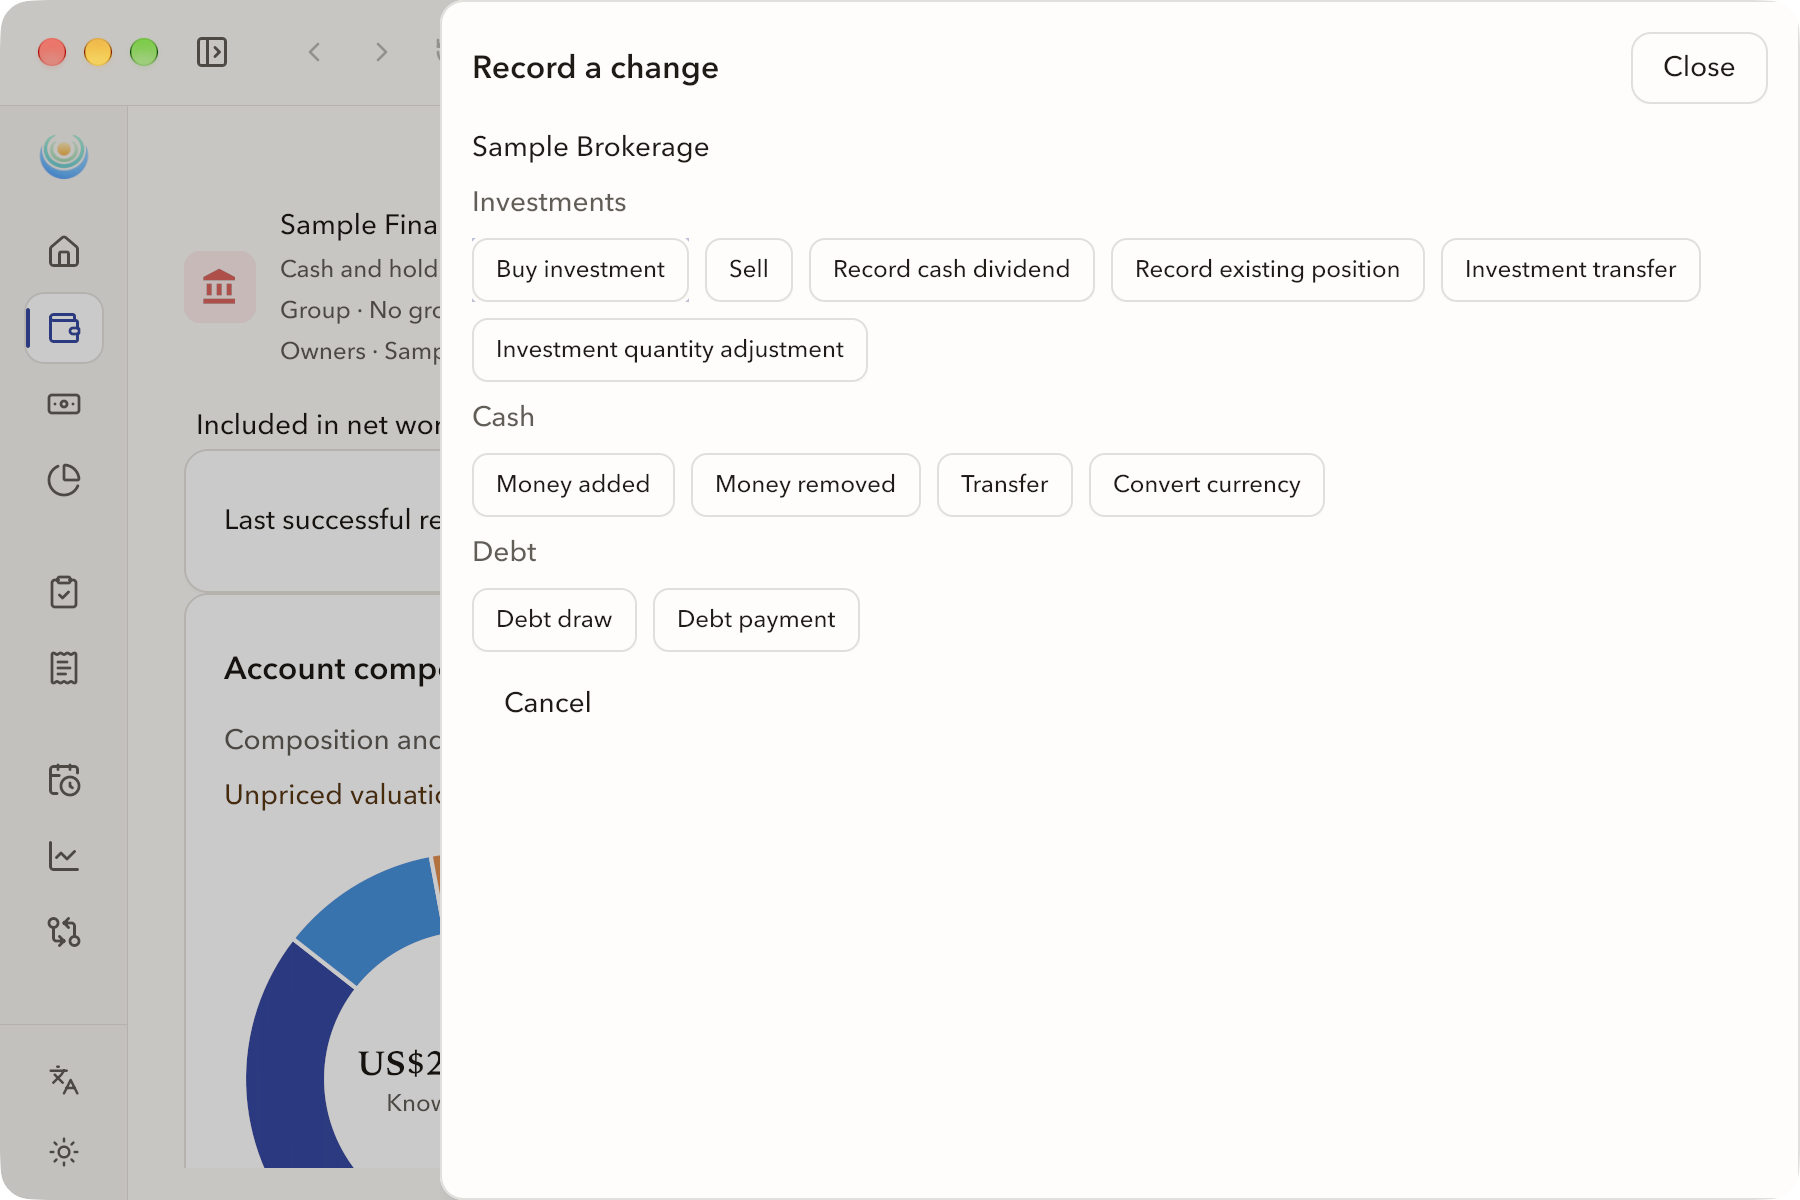 Record a change
Close
Sample Brokerage
Investments
Buy investment
Sell
Record cash dividend
Record existing position
Investment transfer
Investment quantity adjustment
Cash
Money added
Money removed
Transfer
Convert currency
Debt
Debt draw
Debt payment
Cancel
Sample Fina
Cash and hold
Group · No gro
Owners · Samp
Included in net wor
Last successful re
Account compo
Composition and
Unpriced valuatio
US$2
Know